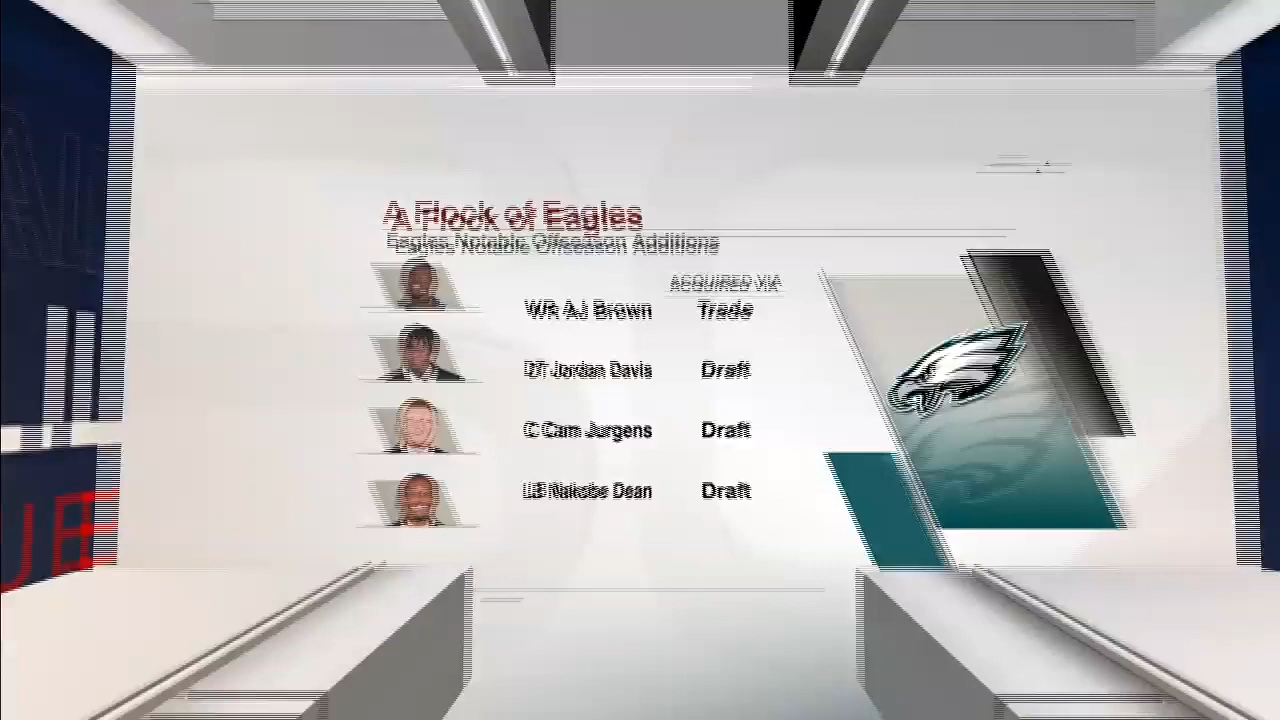 A Flock of Eagles
Eagles Notable Offseason Additions
ACQUIRED VIA
WR AJ Brown Trade
DT Jordan Davis Draft
C Cam Jurgens Draft
LB Nakobe Dean Draft